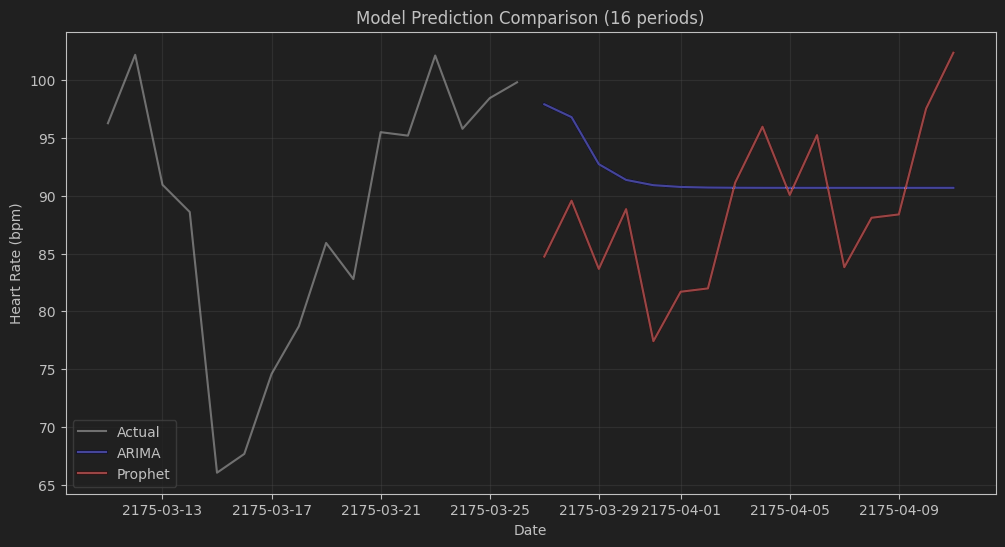 Model Prediction Comparison (16 periods)
Heart Rate (bpm)
100
95
90
85
80
75
70
65
Actual
ARIMA
Prophet
2175-03-13
2175-03-17
2175-03-21
2175-03-25
2175-03-29
2175-04-01
2175-04-05
2175-04-09
Date